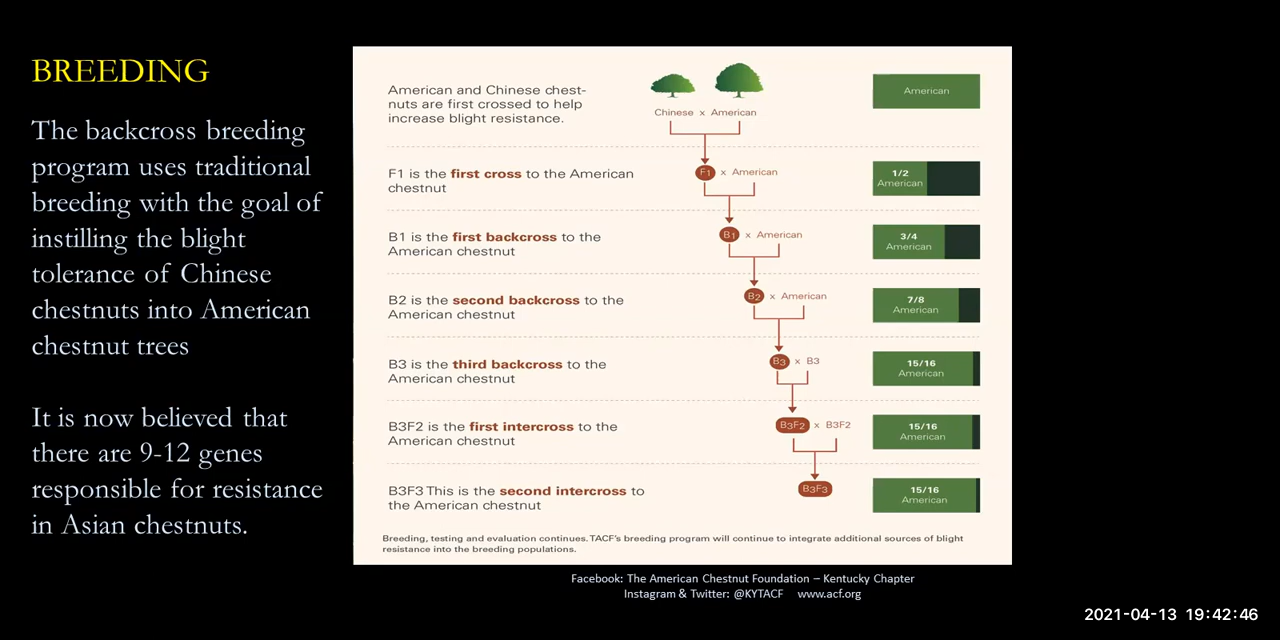 BREEDING
The backcross breeding
program uses traditional
breeding with the goal of
instilling the blight
tolerance of Chinese
chestnuts into American
chestnut trees
It is now believed that
there are 9-12 genes
responsible for resistance
in Asian chestnuts.
American and Chinese chest-
nuts are first crossed to help
increase blight resistance.
Chinese x American
American
F1 is the first cross to the American
chestnut
F1 x American
1/2
American
B1 is the first backcross to the
American chestnut
B1 x American
3/4
American
B2 is the second backcross to the
American chestnut
B2 x American
7/8
American
B3 is the third backcross to the
American chestnut
B3 x B3
15/16
American
B3F2 is the first intercross to the
American chestnut
B3F2 x B3F2
15/16
American
B3F3 This is the second intercross to
the American chestnut
B3F3
15/16
American
Breeding, testing and evaluation continues. TACF's breeding program will continue to integrate additional sources of blight
resistance into the breeding populations.
Facebook: The American Chestnut Foundation – Kentucky Chapter
Instagram & Twitter: @KYTACF www.acf.org
2021-04-13 19:42:46